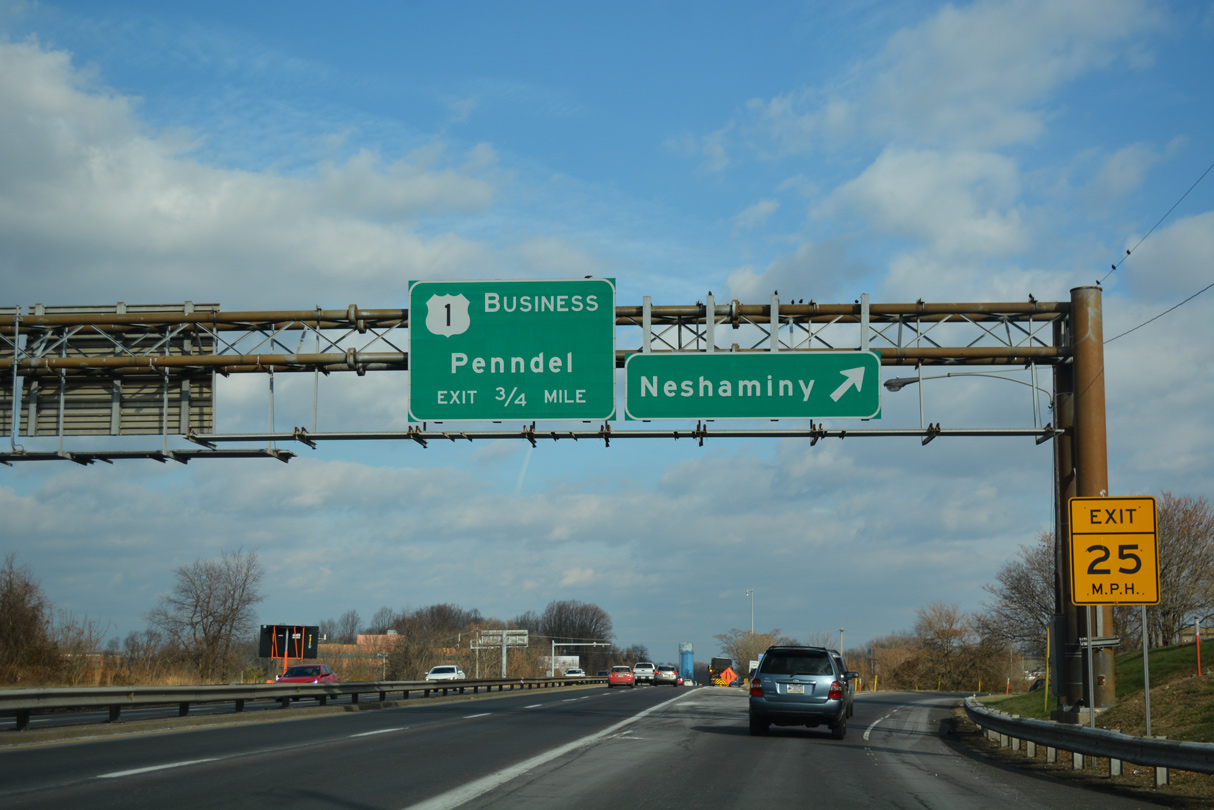 1 BUSINESS
Penndel
EXIT 3/4 MILE
Neshaminy
EXIT
25
M.P.H.